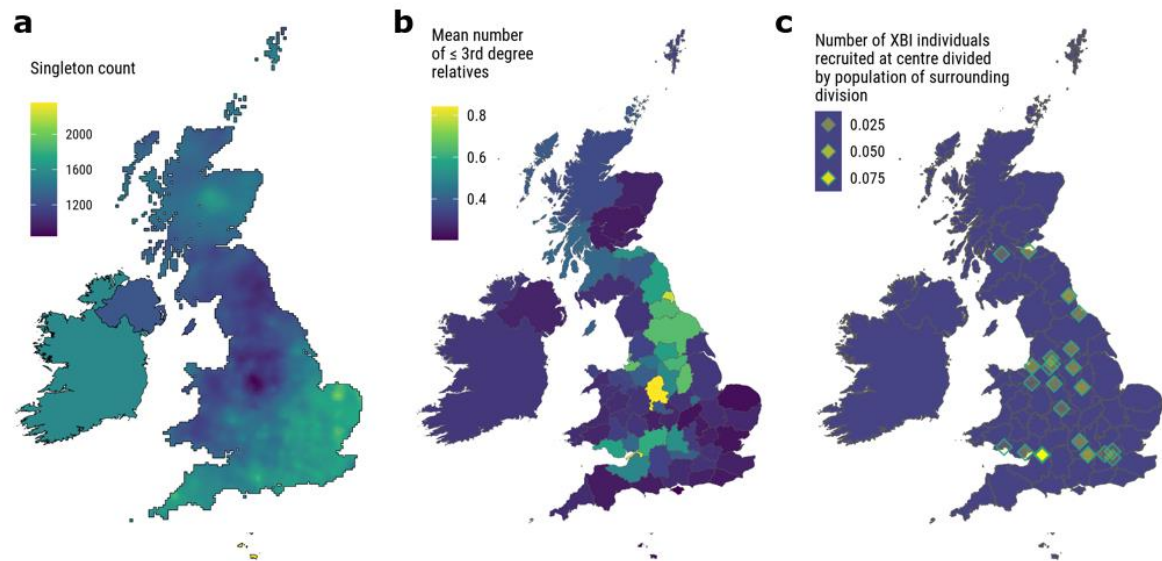 a
Singleton count
2000
1600
1200
b
Mean number
of ≤ 3rd degree
relatives
0.8
0.6
0.4
c
Number of XBI individuals
recruited at centre divided
by population of surrounding
division
0.025
0.050
0.075